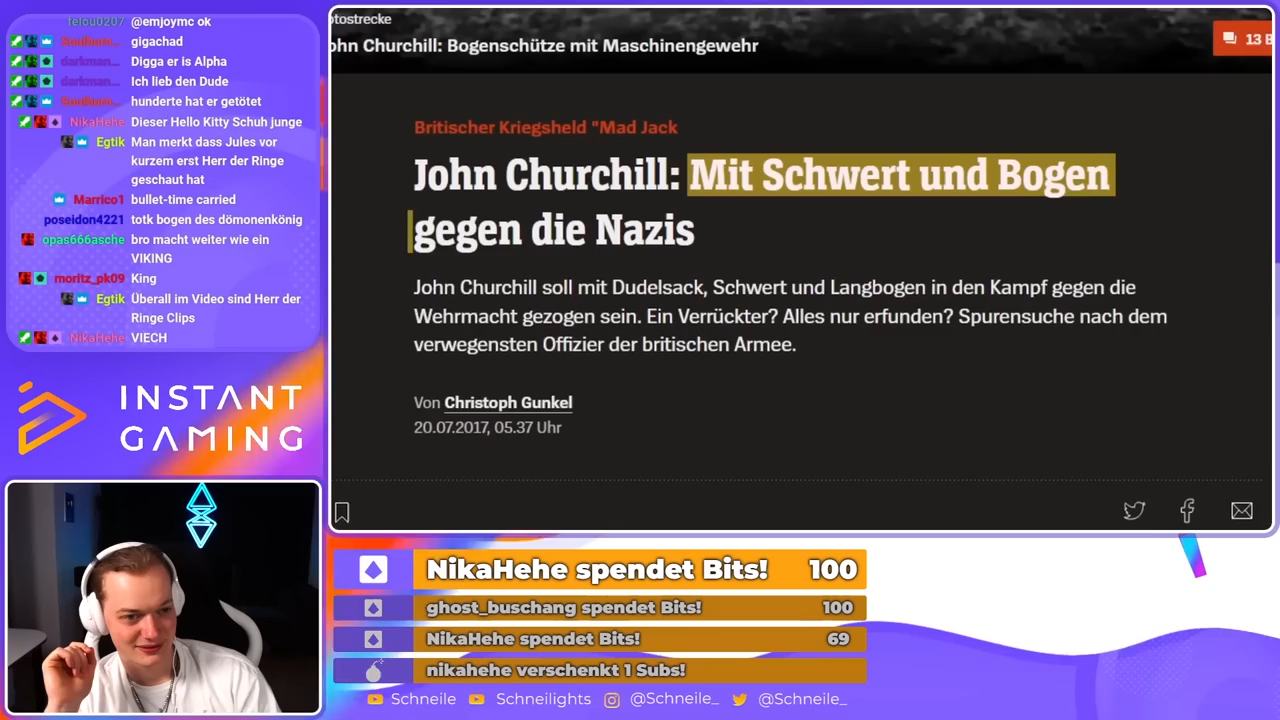 felou0207 @emjoymc ok
gigachad
darkman... Digga er is Alpha
darkman... Ich lieb den Dude
hunderte hat er getötet
NikaHehe Dieser Hello Kitty Schuh junge
Egtik Man merkt dass Jules vor
kurzem erst Herr der Ringe
geschaut hat
Marrico1 bullet-time carried
poseidon4221 totk bogen des dömonenkönig
opas666asche bro macht weiter wie ein
VIKING
moritz_pk09 King
Egtik Überall im Video sind Herr der
Ringe Clips
NikaHehe VIECH
INSTANT
GAMING
otostrecke
ohn Churchill: Bogenschütze mit Maschinengewehr
13 B
Britischer Kriegsheld "Mad Jack
John Churchill: Mit Schwert und Bogen
gegen die Nazis
John Churchill soll mit Dudelsack, Schwert und Langbogen in den Kampf gegen die
Wehrmacht gezogen sein. Ein Verrückter? Alles nur erfunden? Spurensuche nach dem
verwegensten Offizier der britischen Armee.
Von Christoph Gunkel
20.07.2017, 05.37 Uhr
NikaHehe spendet Bits! 100
ghost_buschang spendet Bits! 100
NikaHehe spendet Bits! 69
nikahehe verschenkt 1 Subs!
Schneile Schneilights @Schneile_ @Schneile_